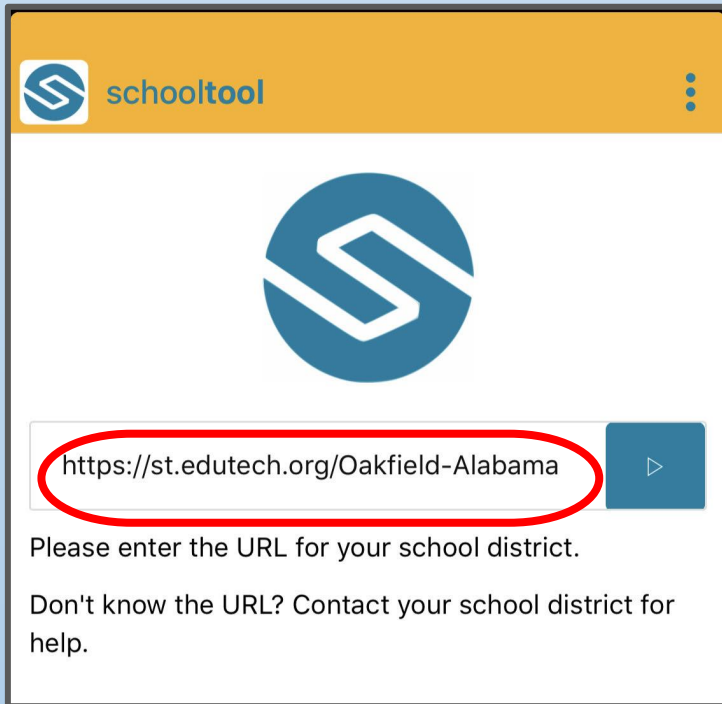 schooltool
https://st.edutech.org/Oakfield-Alabama
Please enter the URL for your school district.
Don't know the URL? Contact your school district for
help.